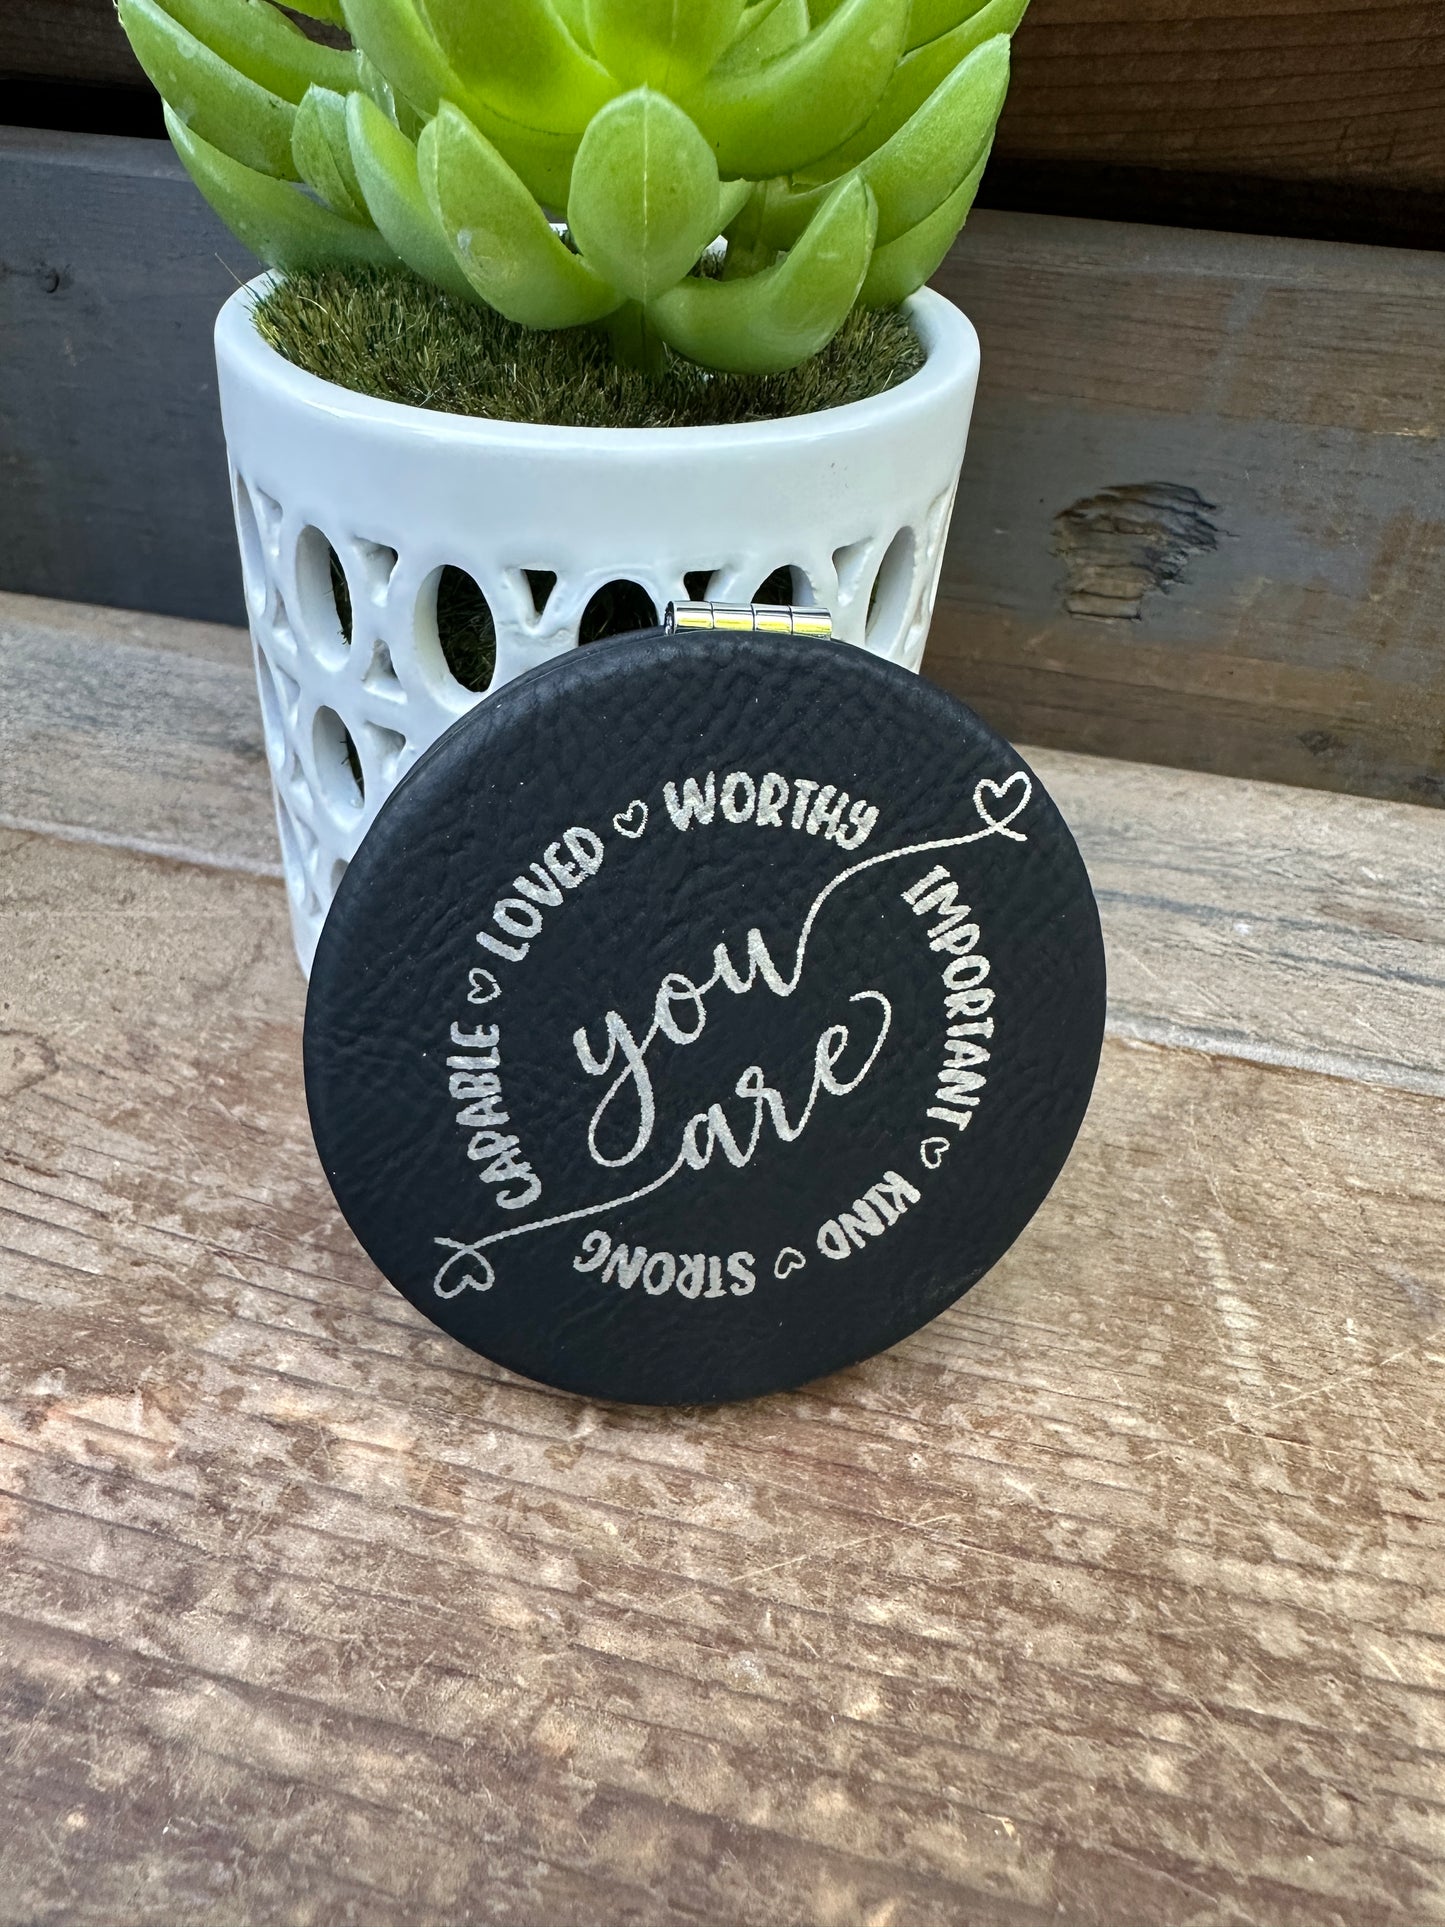 you
are
CAPABLE ♡ LOVED ♡ WORTHY
IMPORTANT ♡ KIND ♡ STRONG